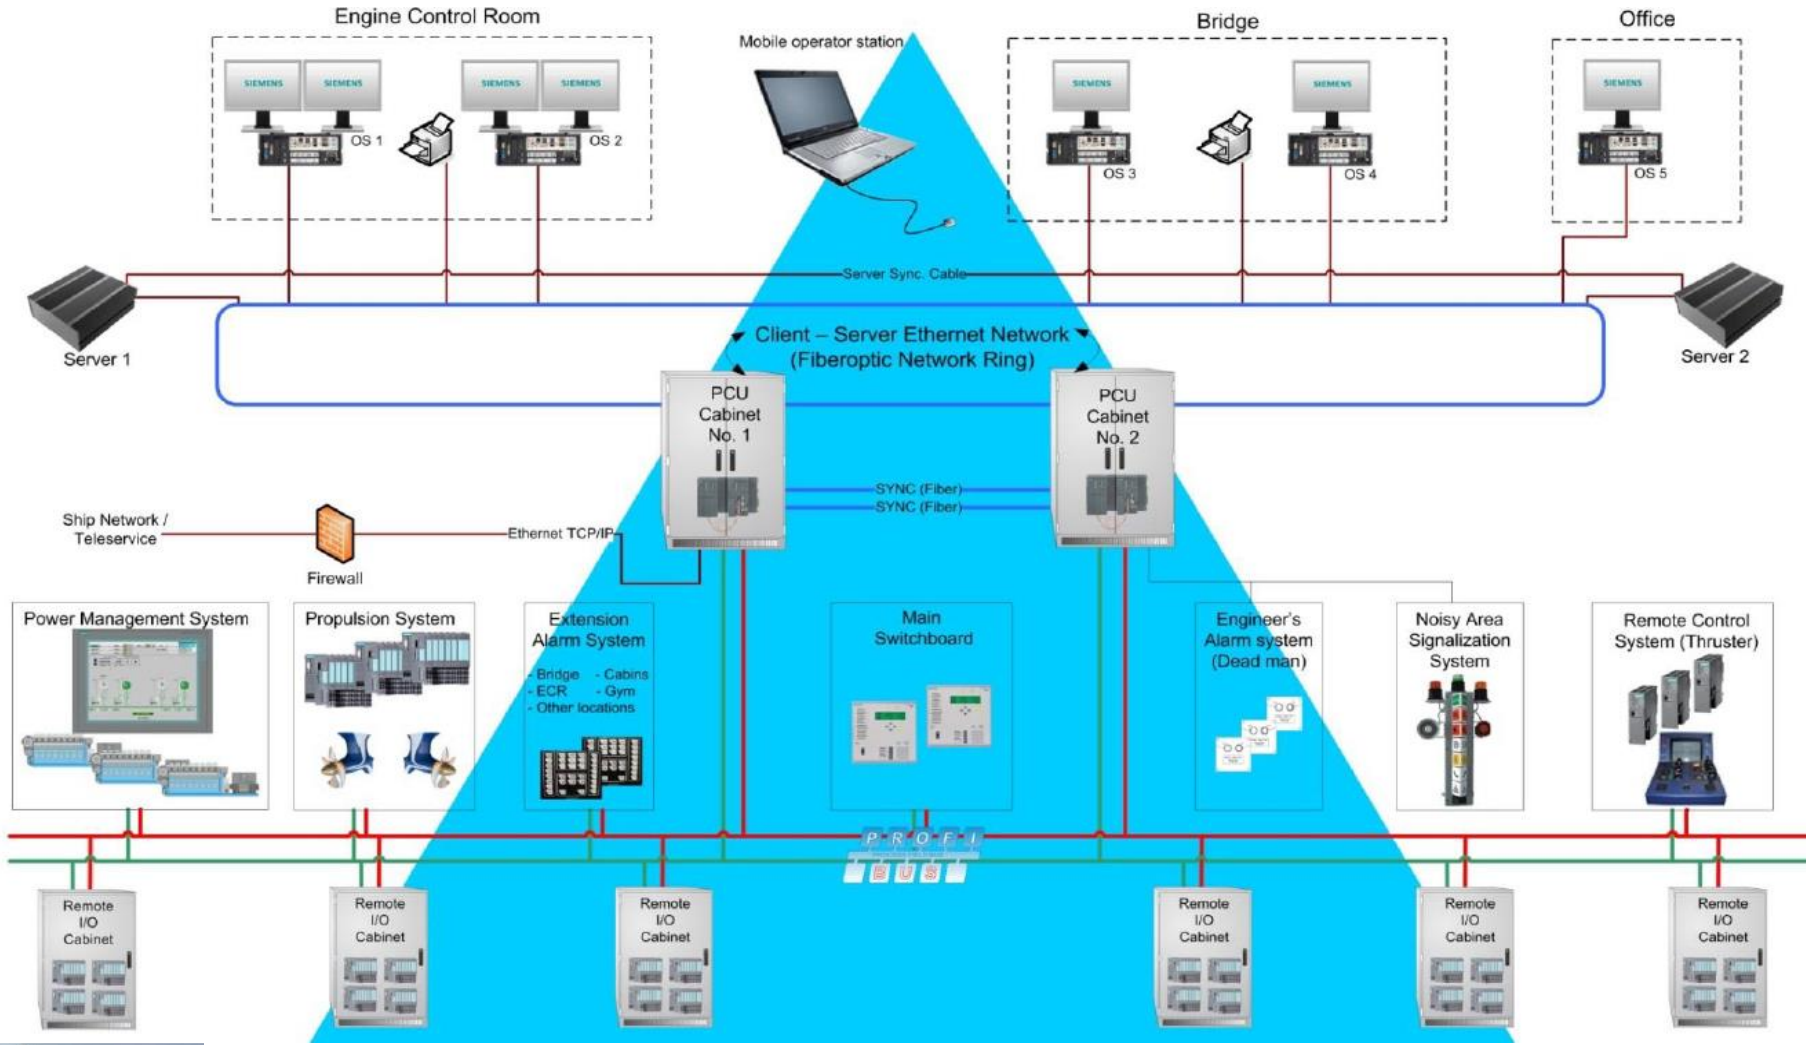 Engine Control Room
Bridge
Office
Mobile operator station
SIEMENS
SIEMENS
SIEMENS
SIEMENS
SIEMENS
SIEMENS
SIEMENS
OS 1
OS 2
OS 3
OS 4
OS 5
Server Sync. Cable
Server 1
Server 2
Client – Server Ethernet Network
(Fiberoptic Network Ring)
PCU
Cabinet
No. 1
PCU
Cabinet
No. 2
SYNC (Fiber)
SYNC (Fiber)
Ship Network /
Teleservice
Firewall
Ethernet TCP/IP
Power Management System
Propulsion System
Extension
Alarm System
- Bridge - Cabins
- ECR - Gym
- Other locations
Main
Switchboard
Engineer's
Alarm system
(Dead man)
Noisy Area
Signalization
System
Remote Control
System (Thruster)
PROFI
BUS
Remote
I/O
Cabinet
Remote
I/O
Cabinet
Remote
I/O
Cabinet
Remote
I/O
Cabinet
Remote
I/O
Cabinet
Remote
I/O
Cabinet